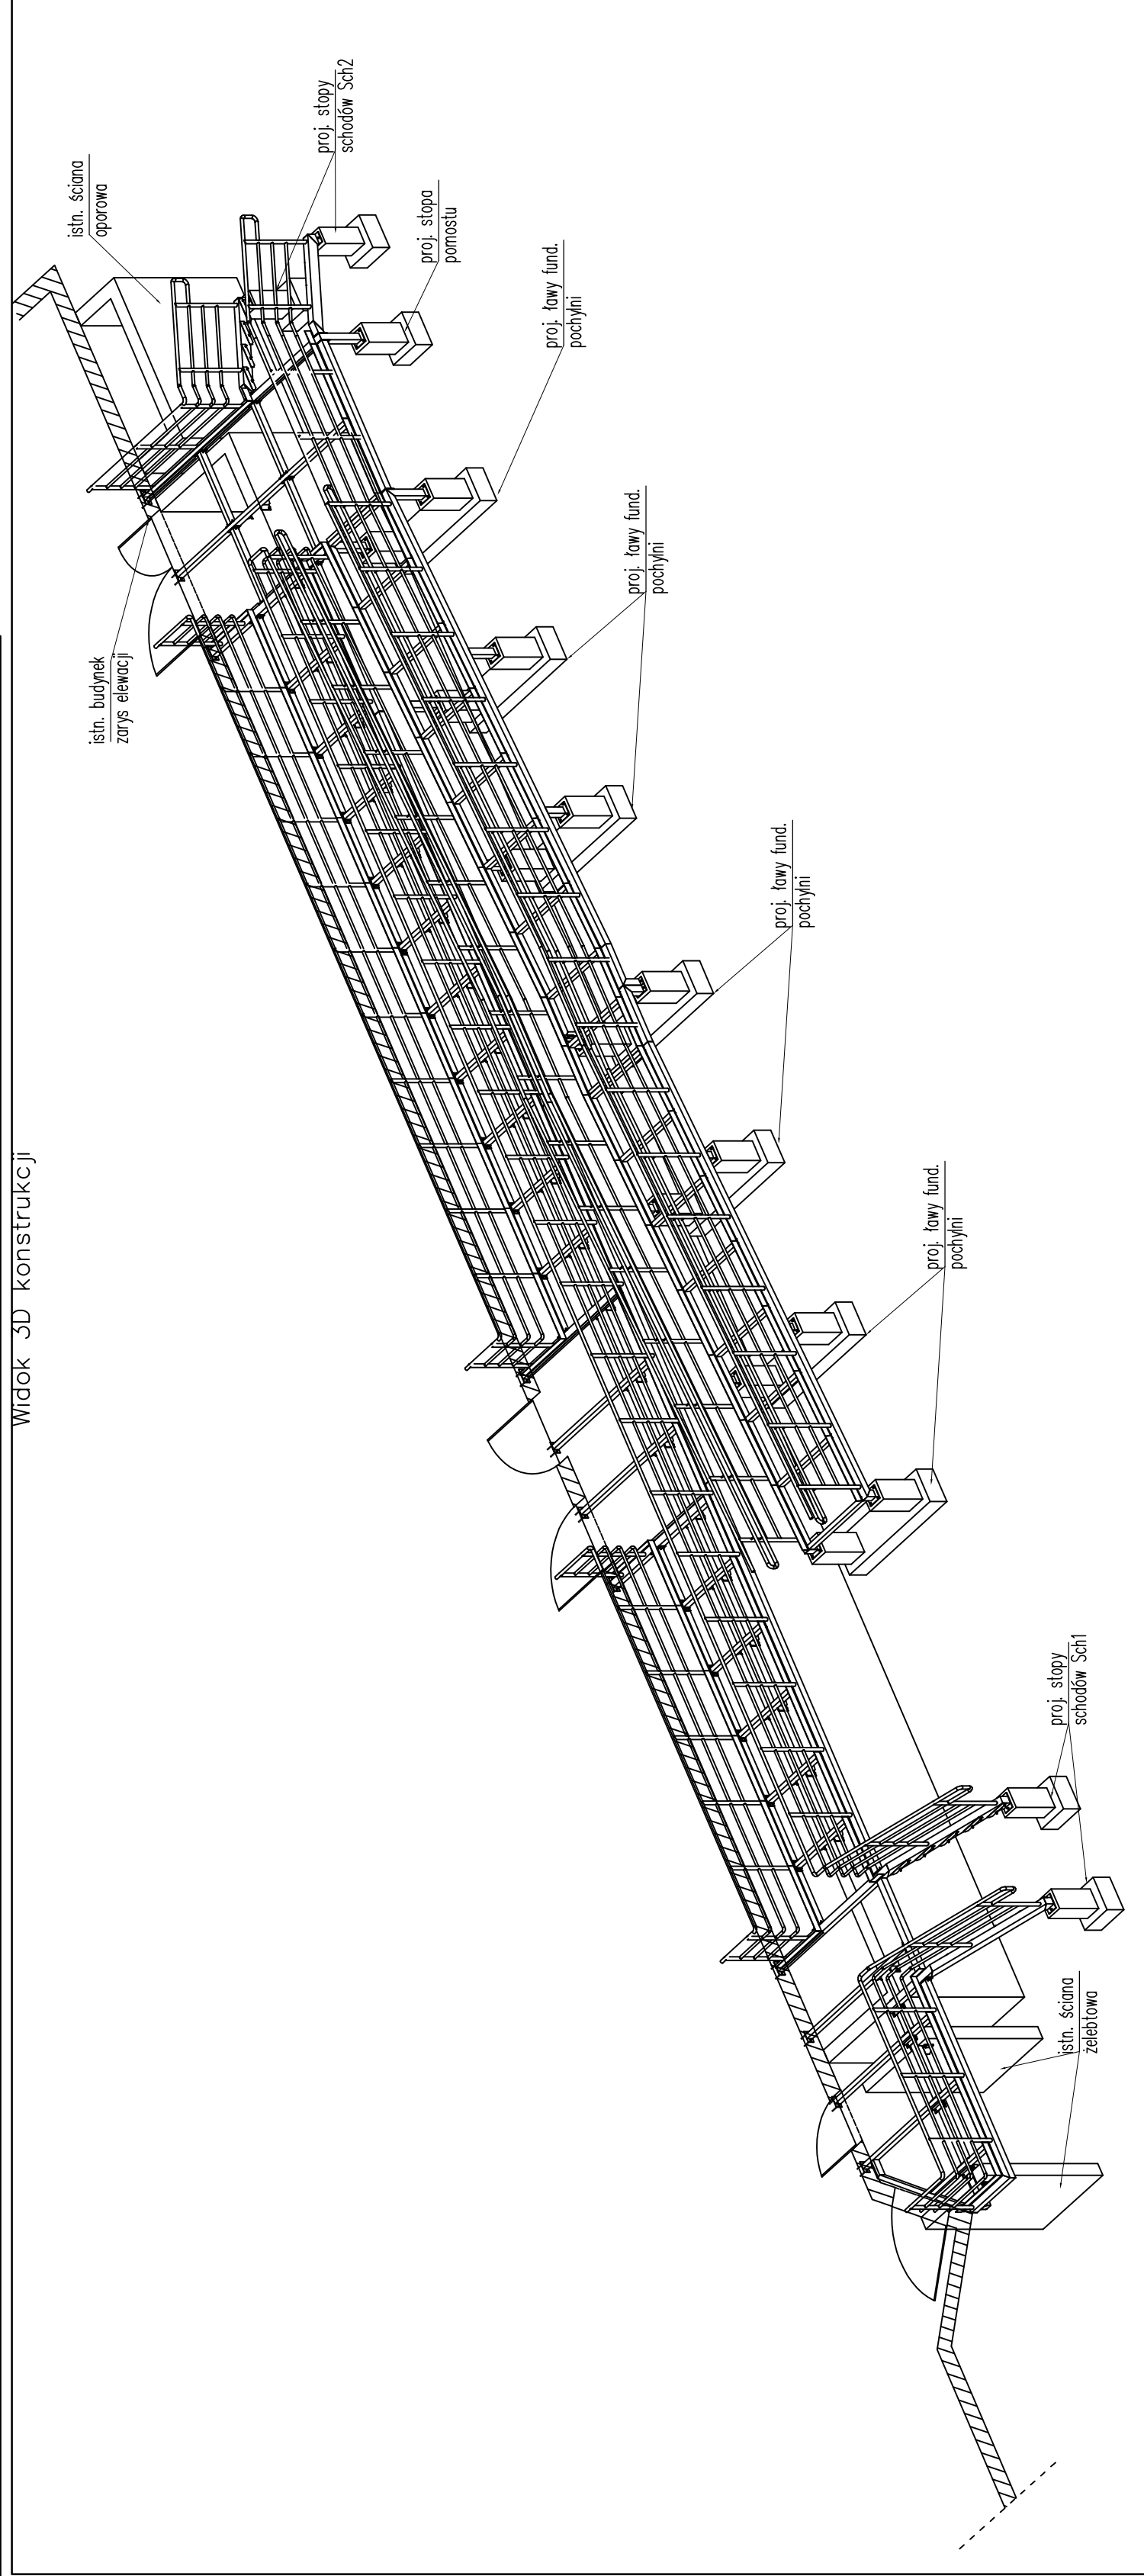 Widok 3D konstrukcji
istn. budynek
zarys elewacji
istn. ściana
oporowa
proj. stopy
schodów Sch2
proj. stopa
pomostu
proj. ławy fund.
pochylni
proj. ławy fund.
pochylni
proj. ławy fund.
pochylni
proj. ławy fund.
pochylni
proj. stopy
schodów Sch1
istn. ściana
żelebtowa